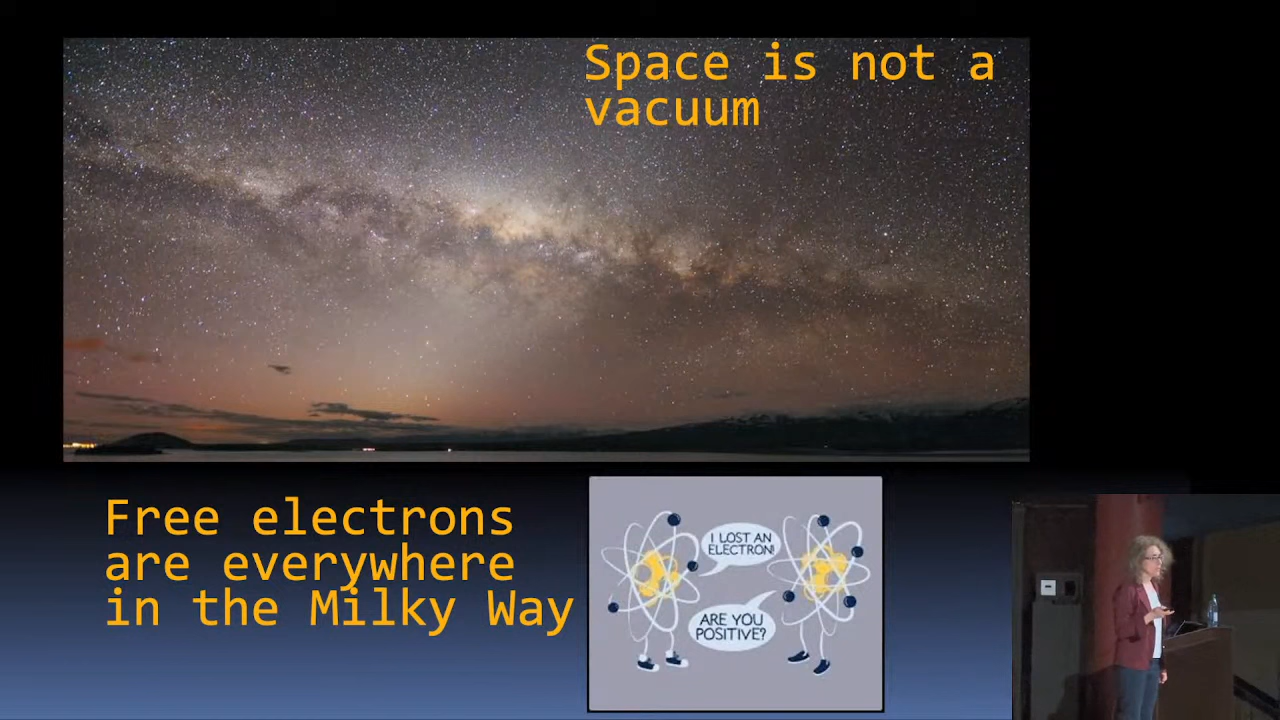 Space is not a
vacuum
Free electrons
are everywhere
in the Milky Way
I LOST AN
ELECTRON!
ARE YOU
POSITIVE?